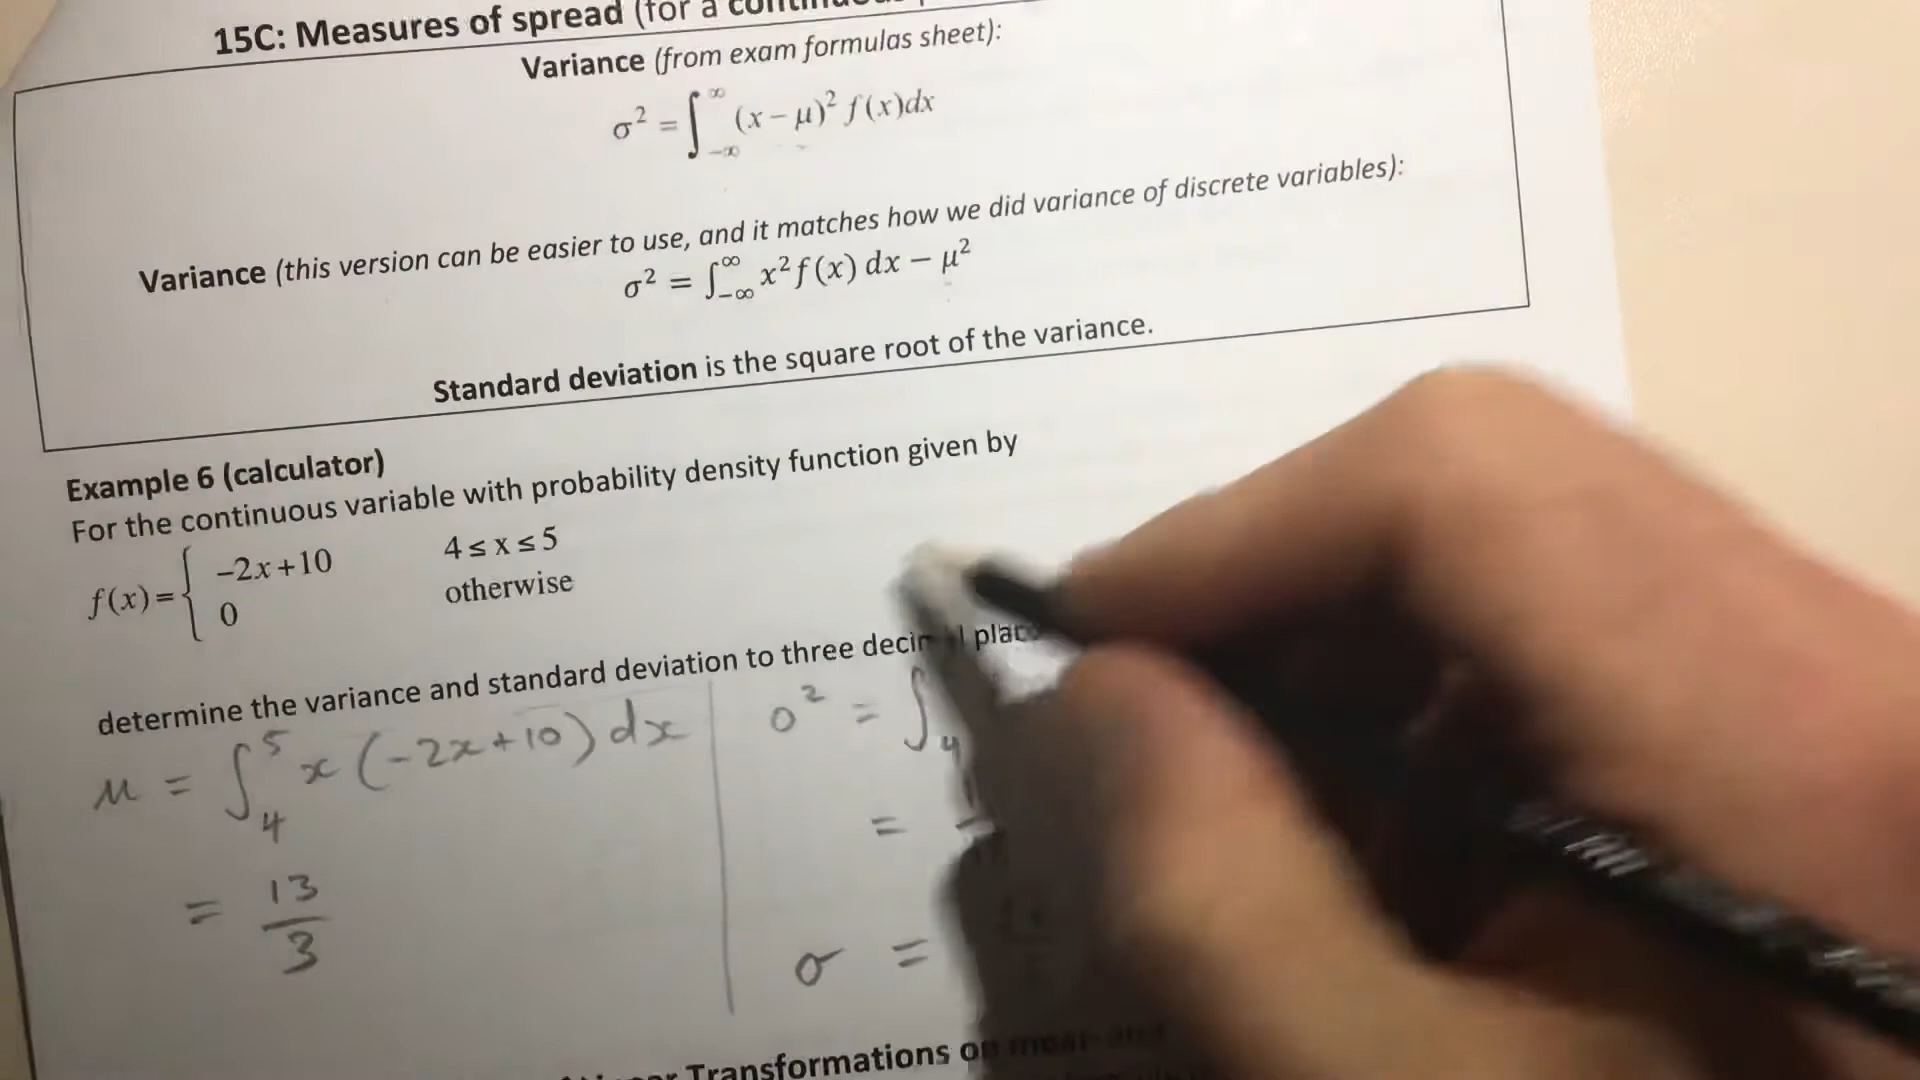 15C: Measures of spread (for a
Variance (from exam formulas sheet):
σ² = ∫_{-∞}^{∞} (x − μ)² f(x)dx
Variance (this version can be easier to use, and it matches how we did variance of discrete variables):
σ² = ∫_{-∞}^{∞} x² f(x) dx − μ²
Standard deviation is the square root of the variance.
Example 6 (calculator)
For the continuous variable with probability density function given by
f(x) = { −2x+10 4 ≤ x ≤ 5
0 otherwise
determine the variance and standard deviation to three
μ = ∫_4^5 x (-2x+10) dx
= 13/3
σ² = ∫_4
=
σ =
Transformations